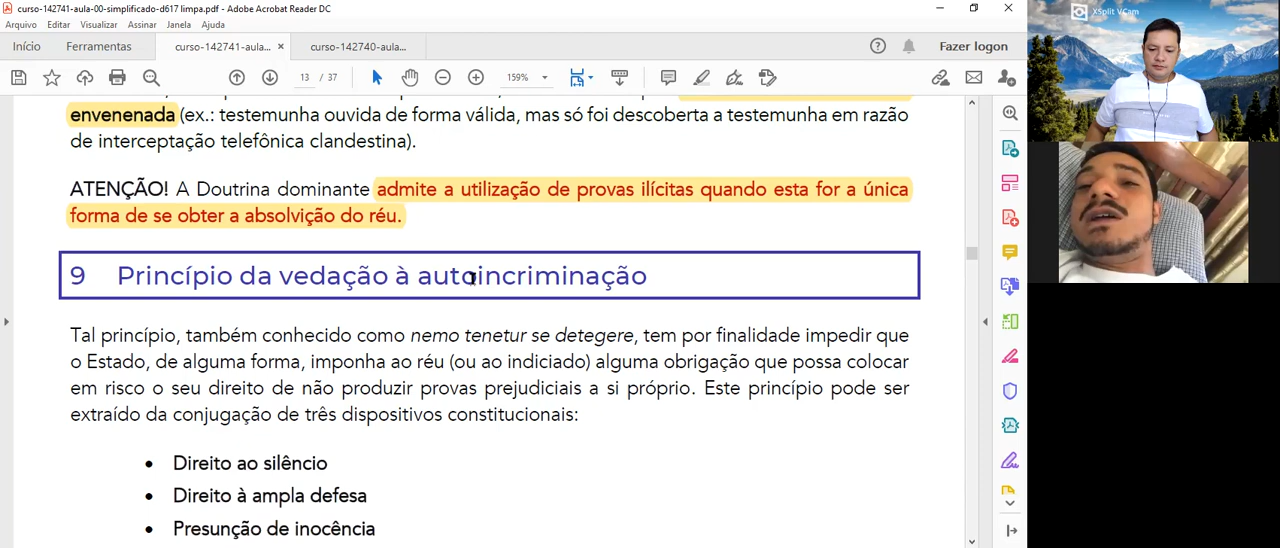 curso-142741-aula-00-simplificado-d617 limpa.pdf - Adobe Acrobat Reader DC
Arquivo Editar Visualizar Assinar Janela Ajuda
Início Ferramentas curso-142741-aula... × curso-142740-aula... Fazer logon
13 / 37 159%
envenenada (ex.: testemunha ouvida de forma válida, mas só foi descoberta a testemunha em razão
de interceptação telefônica clandestina).
ATENÇÃO! A Doutrina dominante admite a utilização de provas ilícitas quando esta for a única
forma de se obter a absolvição do réu.
9 Princípio da vedação à autoincriminação
Tal princípio, também conhecido como nemo tenetur se detegere, tem por finalidade impedir que
o Estado, de alguma forma, imponha ao réu (ou ao indiciado) alguma obrigação que possa colocar
em risco o seu direito de não produzir provas prejudiciais a si próprio. Este princípio pode ser
extraído da conjugação de três dispositivos constitucionais:
• Direito ao silêncio
• Direito à ampla defesa
• Presunção de inocência
XSplit VCam